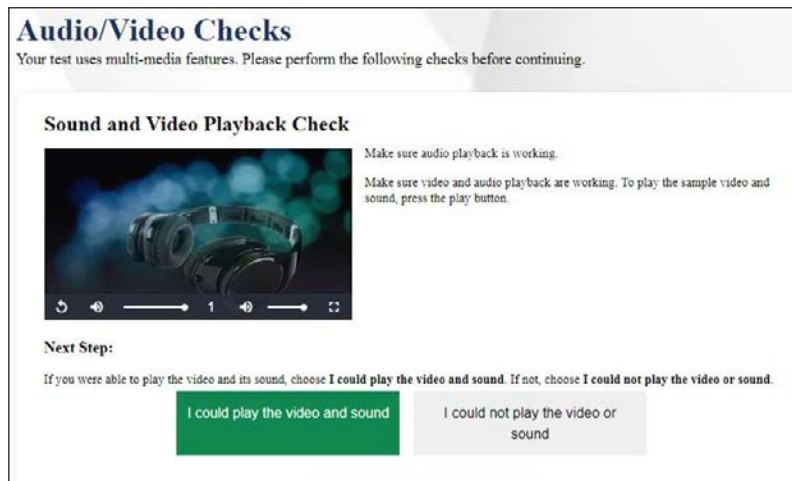 Audio/Video Checks
Your test uses multi-media features. Please perform the following checks before continuing.
Sound and Video Playback Check
Make sure audio playback is working.
Make sure video and audio playback are working. To play the sample video and
sound, press the play button.
1
Next Step:
If you were able to play the video and its sound, choose I could play the video and sound. If not, choose I could not play the video or sound.
I could play the video and sound
I could not play the video or
sound